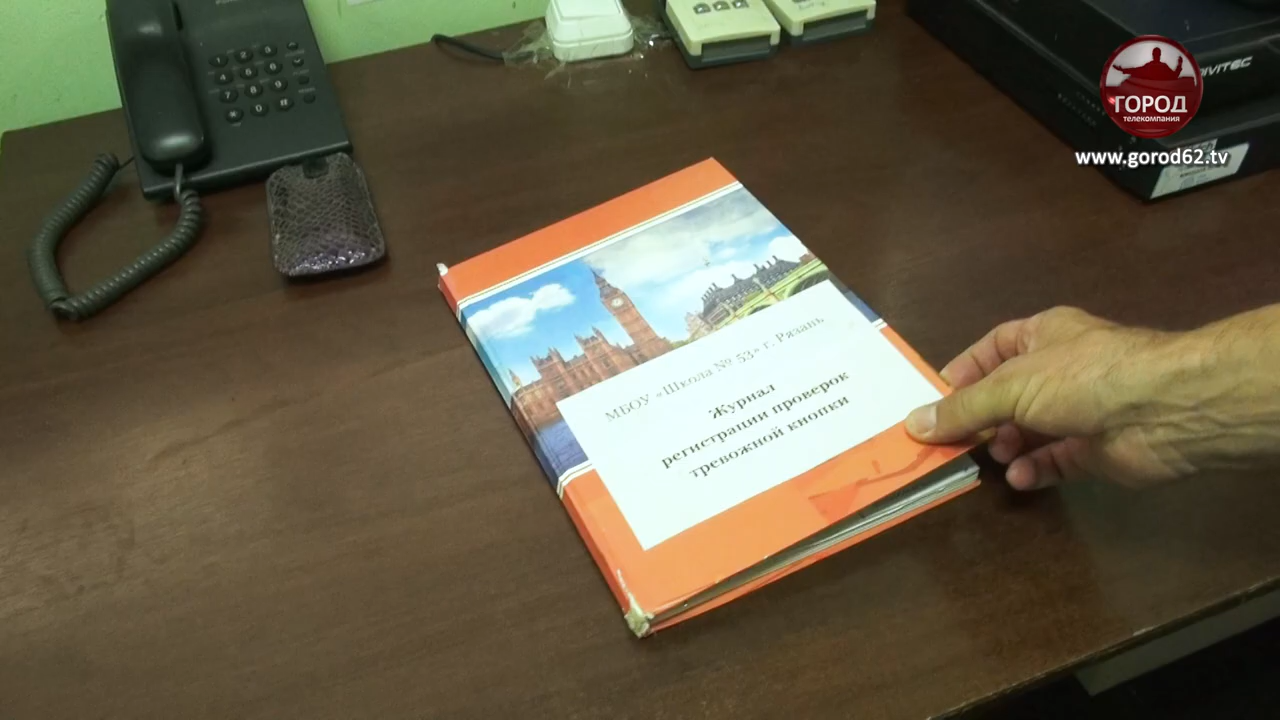 ГОРОД
телекомпания
www.gorod62.tv
МБОУ «Школа № 53» г. Рязань
Журнал
регистрации проверок
тревожной кнопки